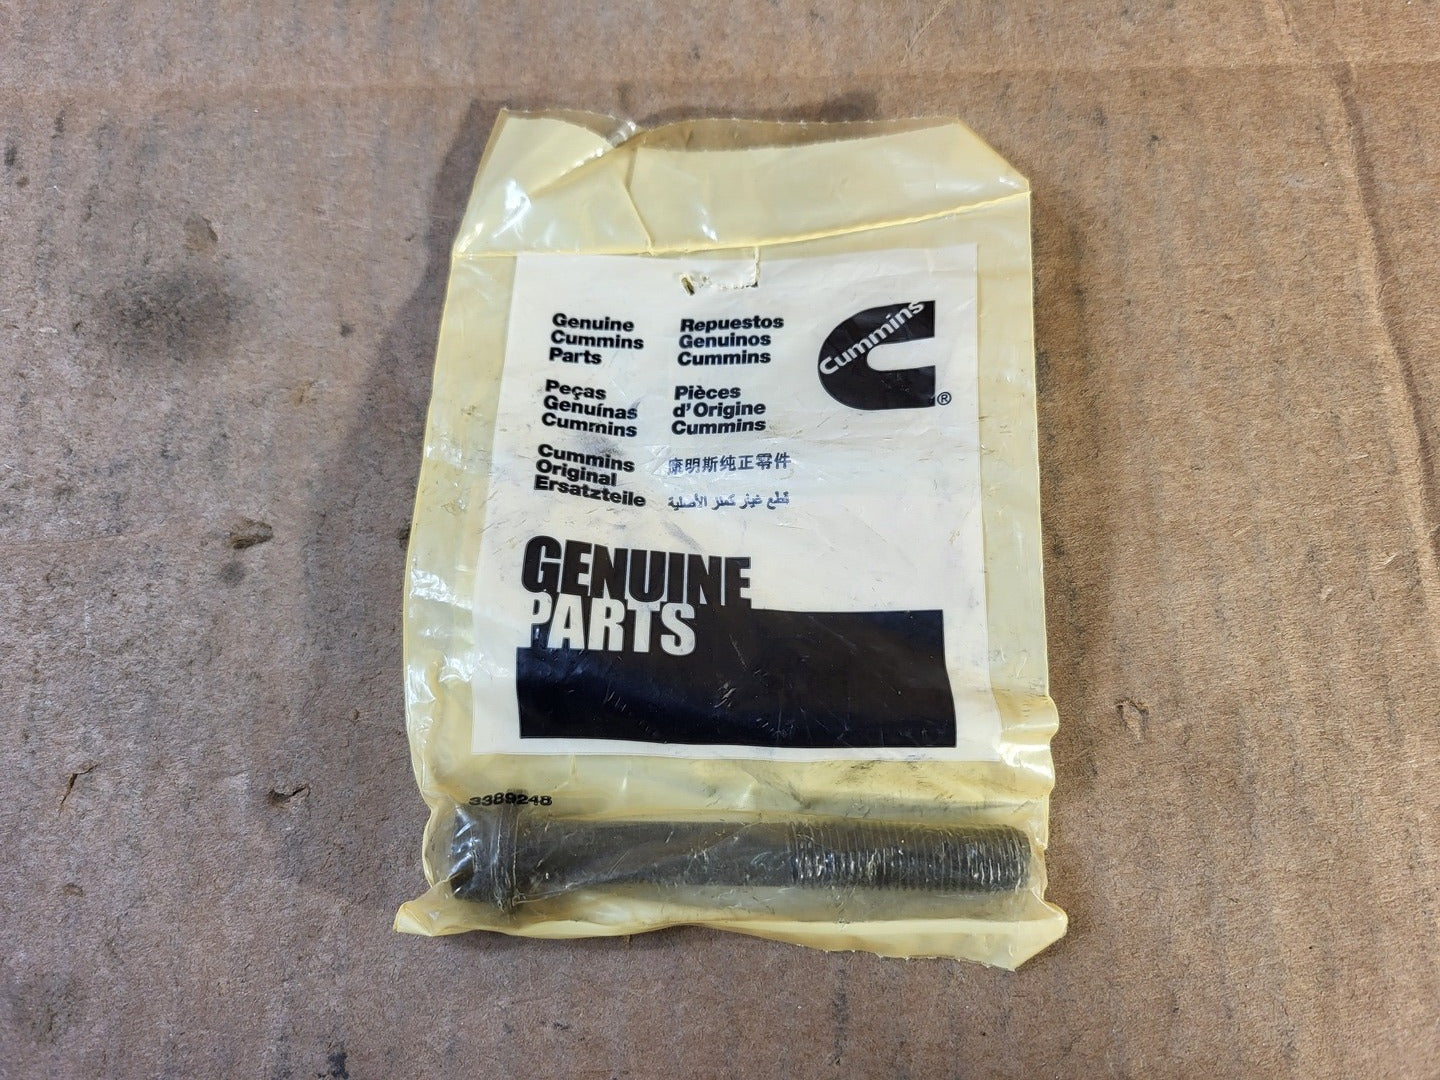 Genuine
Cummins
Parts
Repuestos
Genuinos
Cummins
Cummins
®
Peças
Genuínas
Cummins
Pièces
d'Origine
Cummins
Cummins
Original
Ersatzteile
康明斯纯正零件
قطع غيار كمنز الأصلية
GENUINE
PARTS
3389248